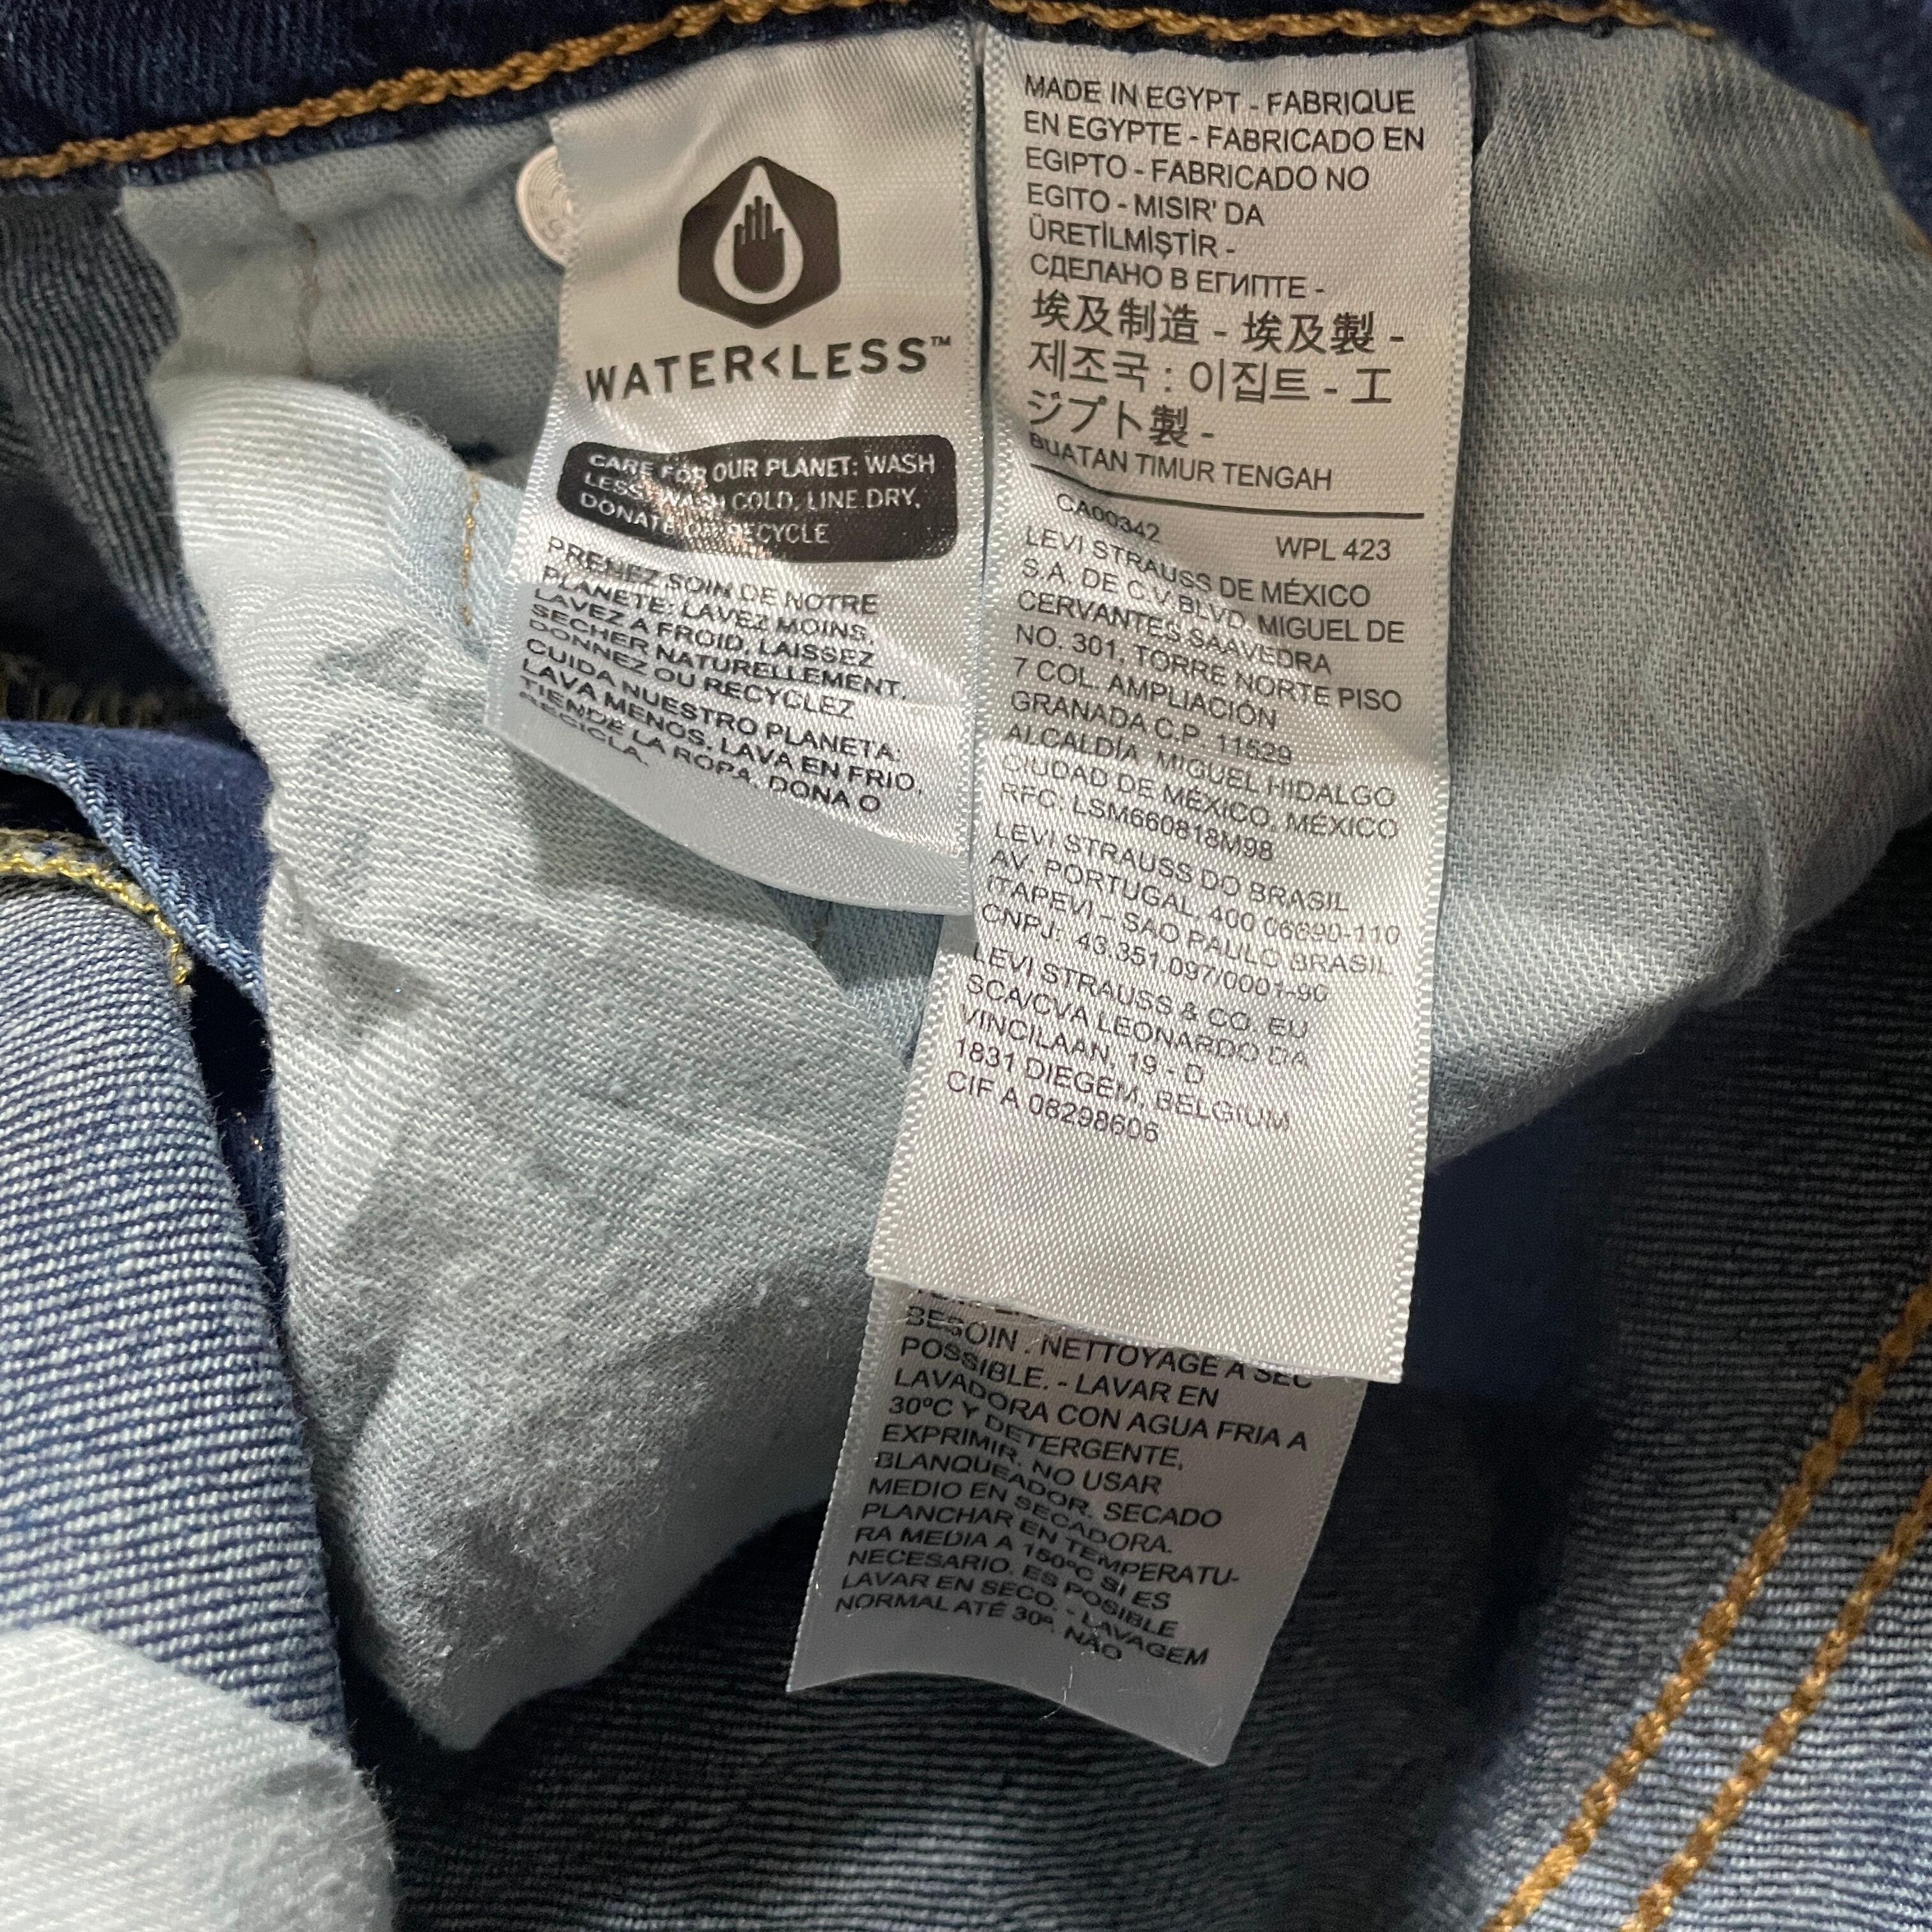 WATER<LESS™
CARE FOR OUR PLANET: WASH
LESS, WASH COLD, LINE DRY,
DONATE OR RECYCLE
PRENEZ SOIN DE NOTRE
PLANÈTE: LAVEZ MOINS,
LAVEZ À FROID, LAISSEZ
SÉCHER NATURELLEMENT,
DONNEZ OU RECYCLEZ
CUIDA NUESTRO PLANETA:
LAVA MENOS, LAVA EN FRIO,
TIENDE LA ROPA, DONA O
RECICLA.
MADE IN EGYPT - FABRIQUE
EN EGYPTE - FABRICADO EN
EGIPTO - FABRICADO NO
EGITO - MISIR' DA
ÜRETİLMİŞTİR -
СДЕЛАНО В ЕГИПТЕ -
埃及制造 - 埃及製 -
제조국 : 이집트 - エ
ジプト製 -
BUATAN TIMUR TENGAH
CA00342 WPL 423
LEVI STRAUSS DE MÉXICO
S.A. DE C.V BLVD. MIGUEL DE
CERVANTES SAAVEDRA
NO. 301, TORRE NORTE PISO
7 COL. AMPLIACIÓN
GRANADA C.P. 11529
ALCALDÍA MIGUEL HIDALGO
CIUDAD DE MÉXICO, MÉXICO
RFC: LSM660818M98
LEVI STRAUSS DO BRASIL
AV. PORTUGAL, 400 06690-110
ITAPEVI – SAO PAULO BRASIL
CNPJ: 43.351.097/0001-90
LEVI STRAUSS & CO. EU
SCA/CVA LEONARDO DA
VINCILAAN, 19 - D
1831 DIEGEM, BELGIUM
CIF A 08298606
BESOIN . NETTOYAGE A SEC
POSSIBLE. - LAVAR EN
LAVADORA CON AGUA FRIA A
30ºC Y DETERGENTE,
EXPRIMIR. NO USAR
BLANQUEADOR. SECADO
MEDIO EN SECADORA.
PLANCHAR EN TEMPERATU-
RA MEDIA A 150ºC SI ES
NECESARIO. ES POSIBLE
LAVAR EN SECO. - LAVAGEM
NORMAL ATÉ 30º. NÃO